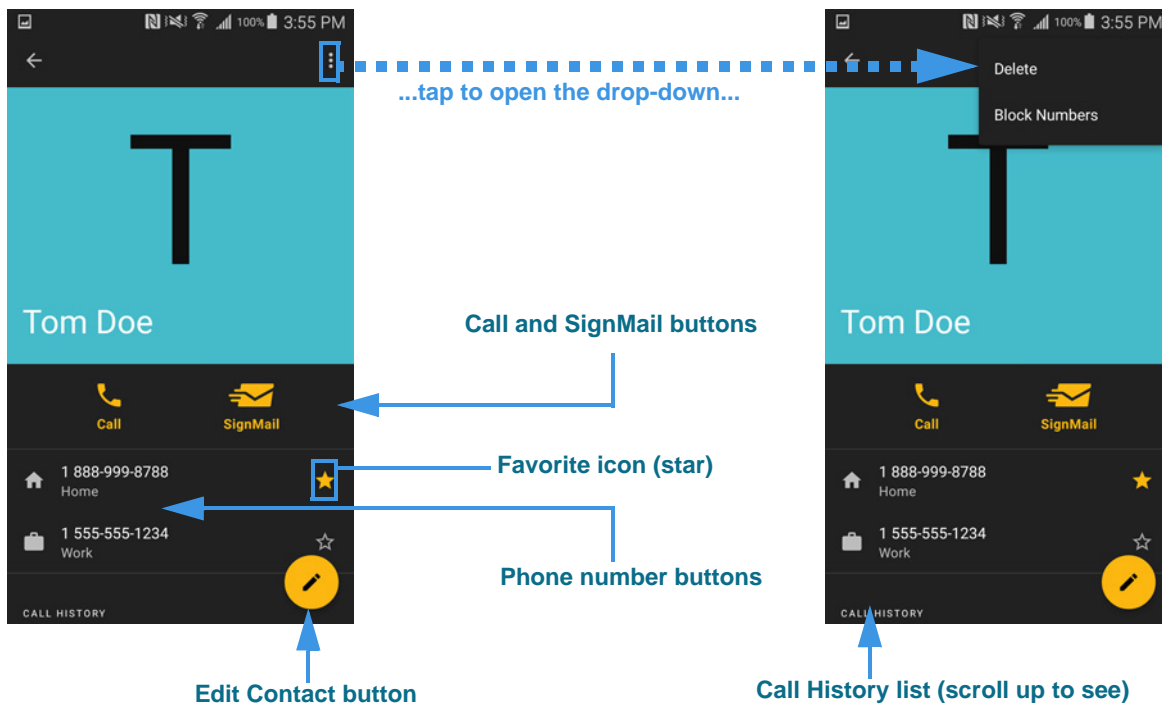 100% 3:55 PM
...tap to open the drop-down...
T
Tom Doe
Call
SignMail
1 888-999-8788
Home
1 555-555-1234
Work
CALL HISTORY
Call and SignMail buttons
Favorite icon (star)
Phone number buttons
Edit Contact button
100% 3:55 PM
Delete
Block Numbers
T
Tom Doe
Call
SignMail
1 888-999-8788
Home
1 555-555-1234
Work
CALL HISTORY
Call History list (scroll up to see)